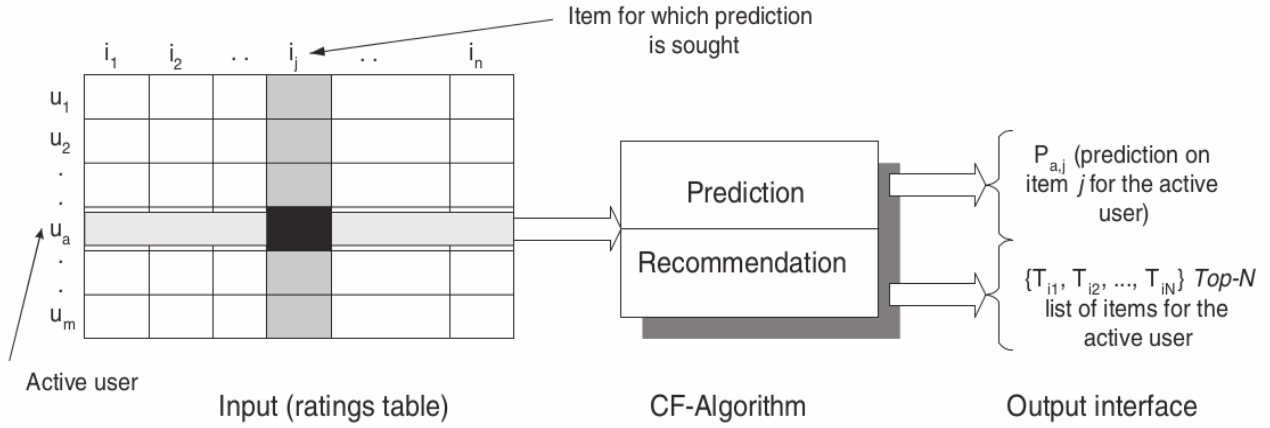 Item for which prediction
is sought
i1 i2 . . ij . . in
u1
u2
.
.
ua
.
.
um
Active user
Prediction
Recommendation
Pa,j (prediction on
item j for the active
user)
{Ti1, Ti2, ..., TiN} Top-N
list of items for the
active user
Input (ratings table)
CF-Algorithm
Output interface